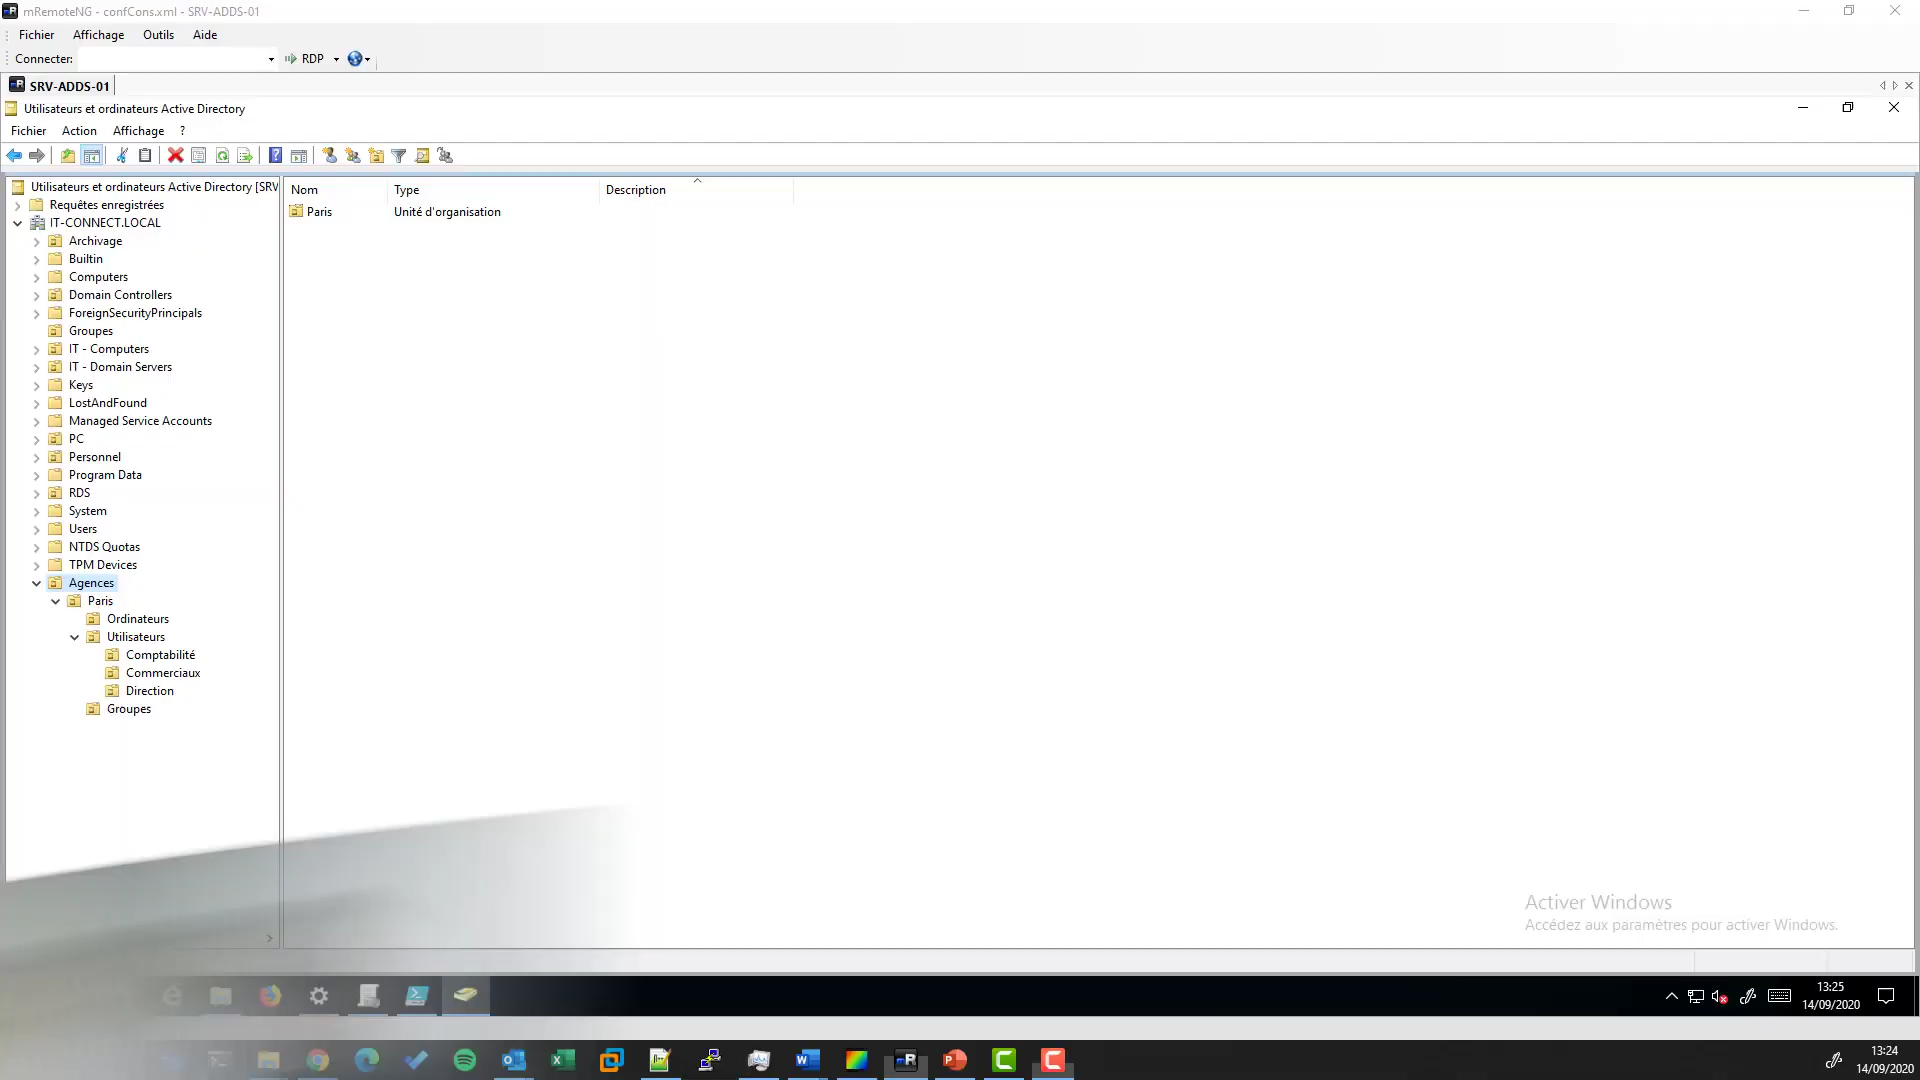 mRemoteNG - confCons.xml - SRV-ADDS-01
Fichier Affichage Outils Aide
Connecter: RDP
SRV-ADDS-01
Utilisateurs et ordinateurs Active Directory
Fichier Action Affichage ?
Utilisateurs et ordinateurs Active Directory [SRV
Nom Type Description
Paris Unité d'organisation
Requêtes enregistrées
IT-CONNECT.LOCAL
Archivage
Builtin
Computers
Domain Controllers
ForeignSecurityPrincipals
Groupes
IT - Computers
IT - Domain Servers
Keys
LostAndFound
Managed Service Accounts
PC
Personnel
Program Data
RDS
System
Users
NTDS Quotas
TPM Devices
Agences
Paris
Ordinateurs
Utilisateurs
Comptabilité
Commerciaux
Direction
Groupes
Activer Windows
Accédez aux paramètres pour activer Windows.
13:25
14/09/2020
13:24
14/09/2020